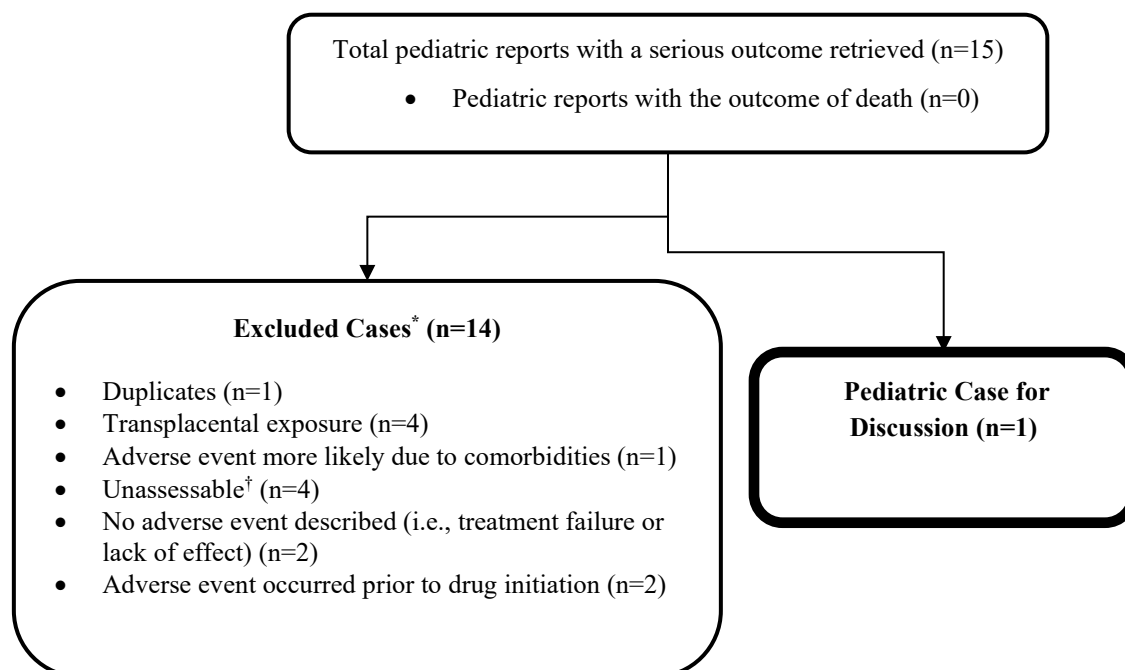 Total pediatric reports with a serious outcome retrieved (n=15)
• Pediatric reports with the outcome of death (n=0)
Excluded Cases* (n=14)
• Duplicates (n=1)
• Transplacental exposure (n=4)
• Adverse event more likely due to comorbidities (n=1)
• Unassessable† (n=4)
• No adverse event described (i.e., treatment failure or
lack of effect) (n=2)
• Adverse event occurred prior to drug initiation (n=2)
Pediatric Case for
Discussion (n=1)